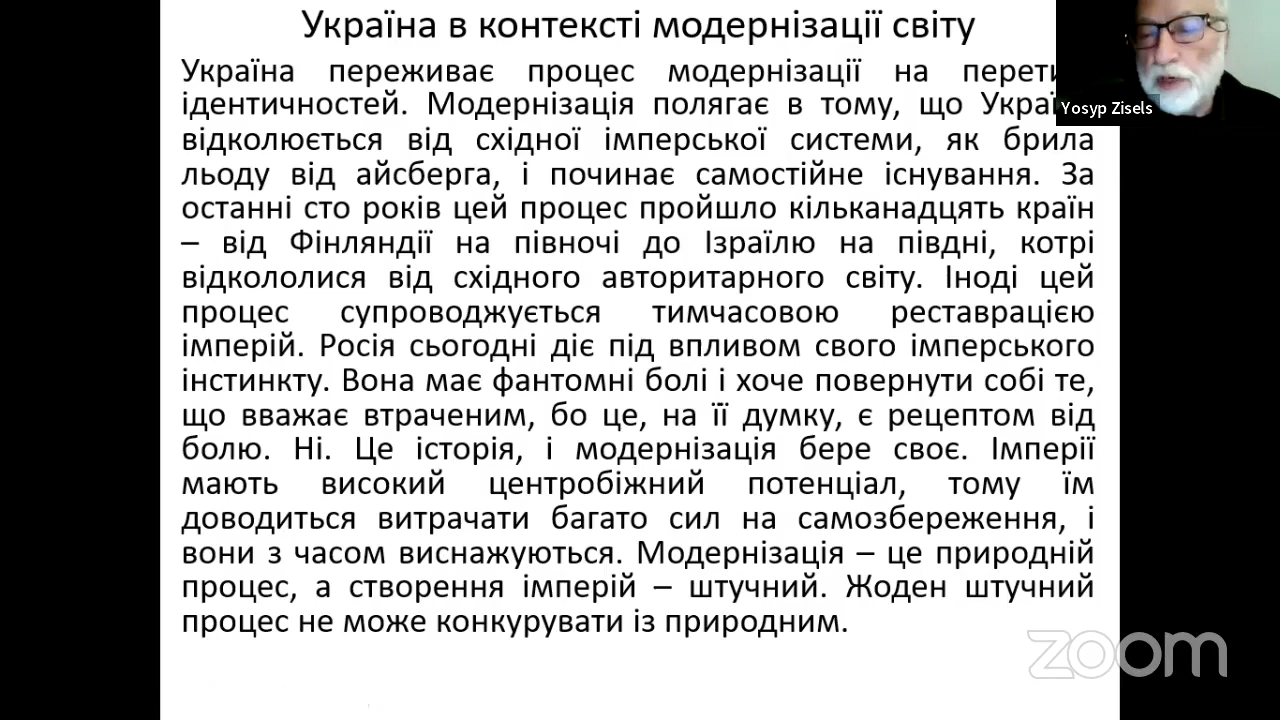 Україна в контексті модернізації світу
Україна переживає процес модернізації на
ідентичностей. Модернізація полягає в тому, що
відколюється від східної імперської системи, як брила
льоду від айсберга, і починає самостійне існування. За
останні сто років цей процес пройшло кільканадцять країн
– від Фінляндії на півночі до Ізраїлю на півдні, котрі
відкололися від східного авторитарного світу. Іноді цей
процес супроводжується тимчасовою реставрацією
імперій. Росія сьогодні діє під впливом свого імперського
інстинкту. Вона має фантомні болі і хоче повернути собі те,
що вважає втраченим, бо це, на її думку, є рецептом від
болю. Ні. Це історія, і модернізація бере своє. Імперії
мають високий центробіжний потенціал, тому їм
доводиться витрачати багато сил на самозбереження, і
вони з часом виснажуються. Модернізація – це природній
процес, а створення імперій – штучний. Жоден штучний
процес не може конкурувати із природним.
Yosyp Zisels
zoom